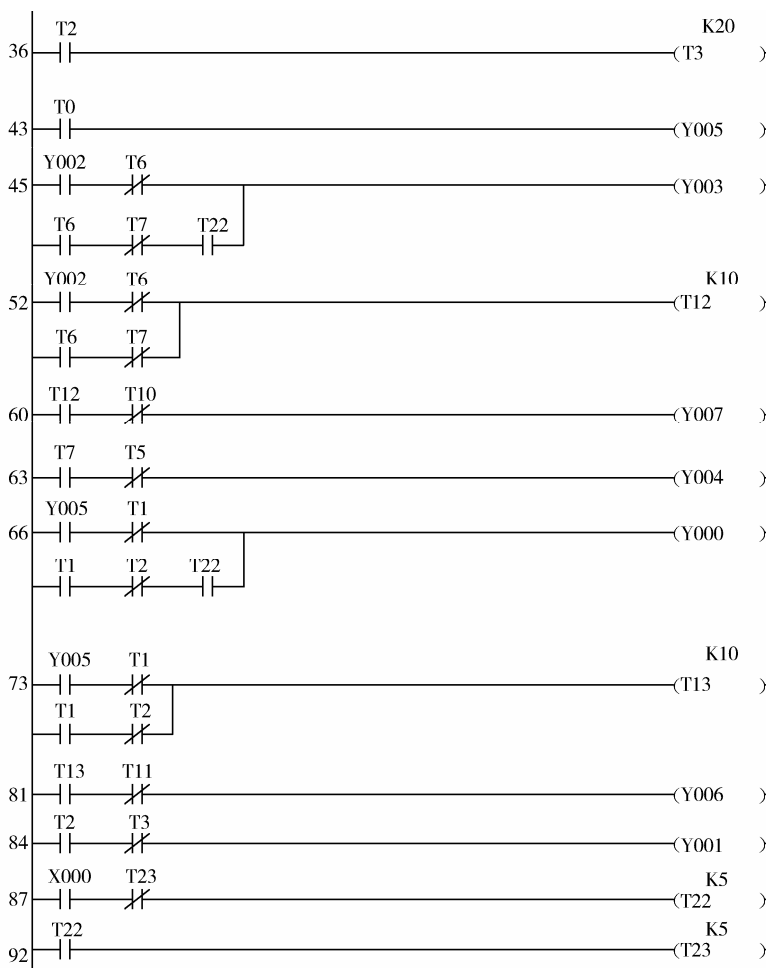 T2 K20
36 (T3 )
T0
43 (Y005 )
Y002 T6
45 (Y003 )
T6 T7 T22
Y002 T6 K10
52 (T12 )
T6 T7
T12 T10
60 (Y007 )
T7 T5
63 (Y004 )
Y005 T1
66 (Y000 )
T1 T2 T22
Y005 T1 K10
73 (T13 )
T1 T2
T13 T11
81 (Y006 )
T2 T3
84 (Y001 )
X000 T23 K5
87 (T22 )
T22 K5
92 (T23 )